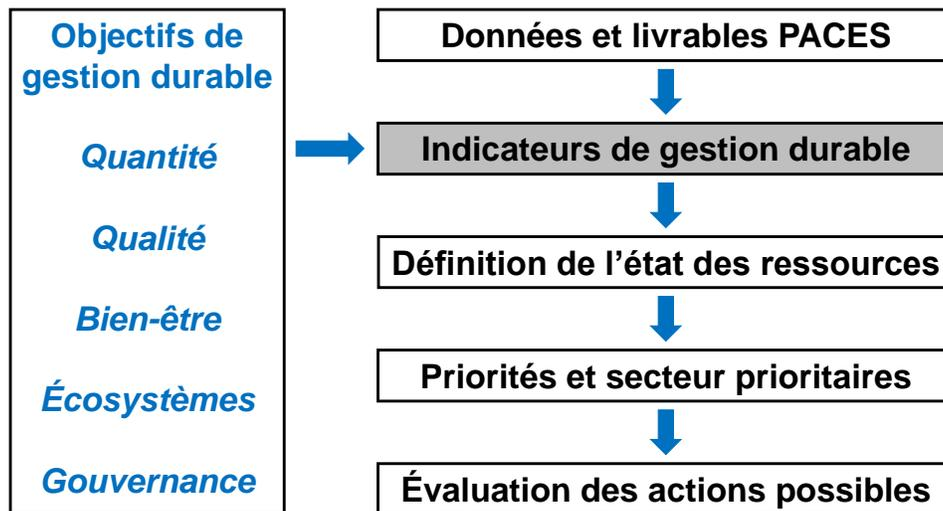 Objectifs de
gestion durable
Quantité
Qualité
Bien-être
Écosystèmes
Gouvernance
Données et livrables PACES
Indicateurs de gestion durable
Définition de l'état des ressources
Priorités et secteur prioritaires
Évaluation des actions possibles